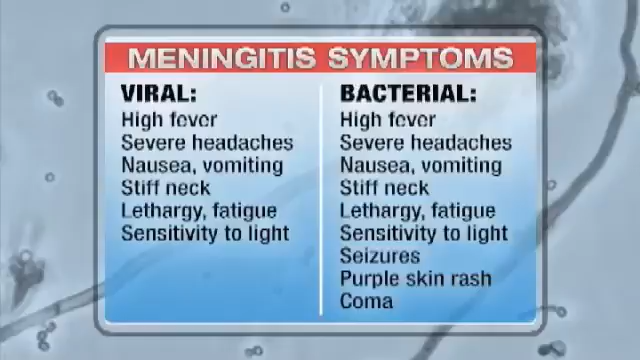 MENINGITIS SYMPTOMS
VIRAL:
High fever
Severe headaches
Nausea, vomiting
Stiff neck
Lethargy, fatigue
Sensitivity to light
BACTERIAL:
High fever
Severe headaches
Nausea, vomiting
Stiff neck
Lethargy, fatigue
Sensitivity to light
Seizures
Purple skin rash
Coma